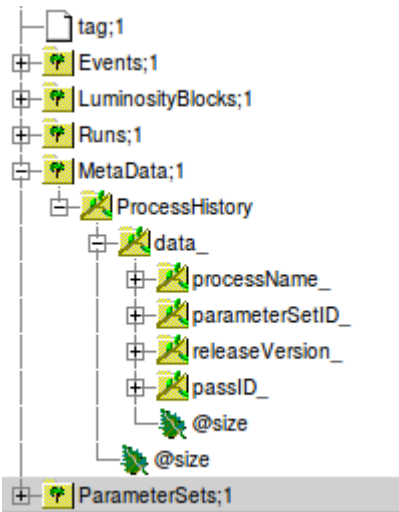 tag;1
Events;1
LuminosityBlocks;1
Runs;1
MetaData;1
ProcessHistory
data_
processName_
parameterSetID_
releaseVersion_
passID_
@size
@size
ParameterSets;1